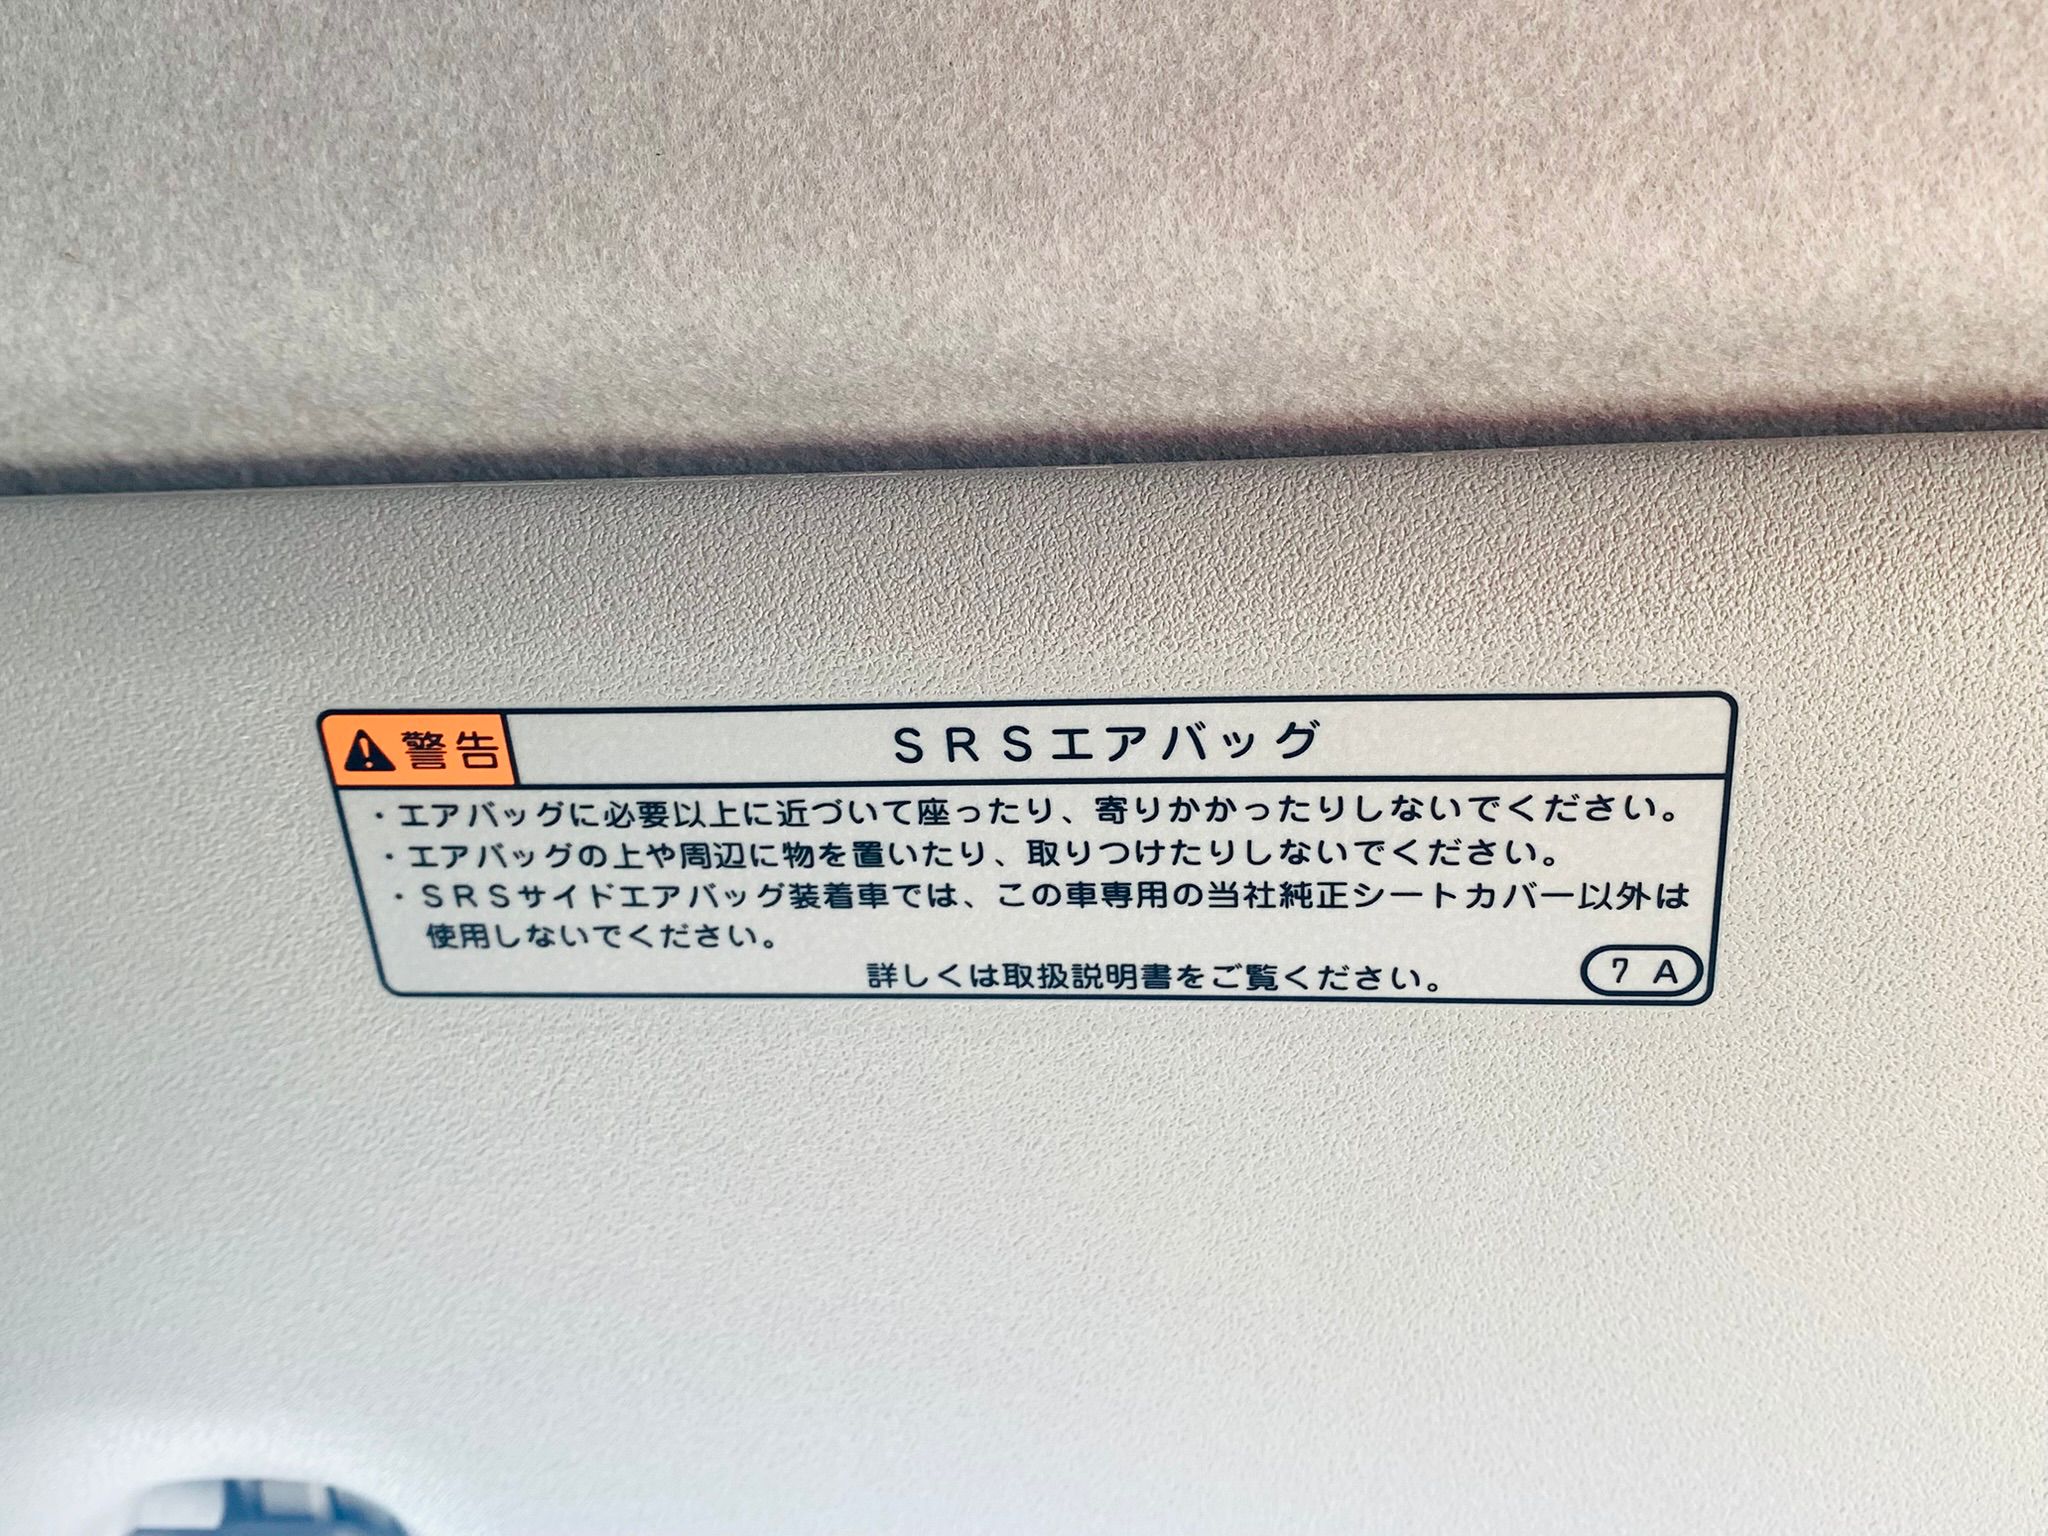 警告
SRSエアバッグ
・エアバッグに必要以上に近づいて座ったり、寄りかかったりしないでください。
・エアバッグの上や周辺に物を置いたり、取りつけたりしないでください。
・SRSサイドエアバッグ装着車では、この車専用の当社純正シートカバー以外は
使用しないでください。
詳しくは取扱説明書をご覧ください。
7A